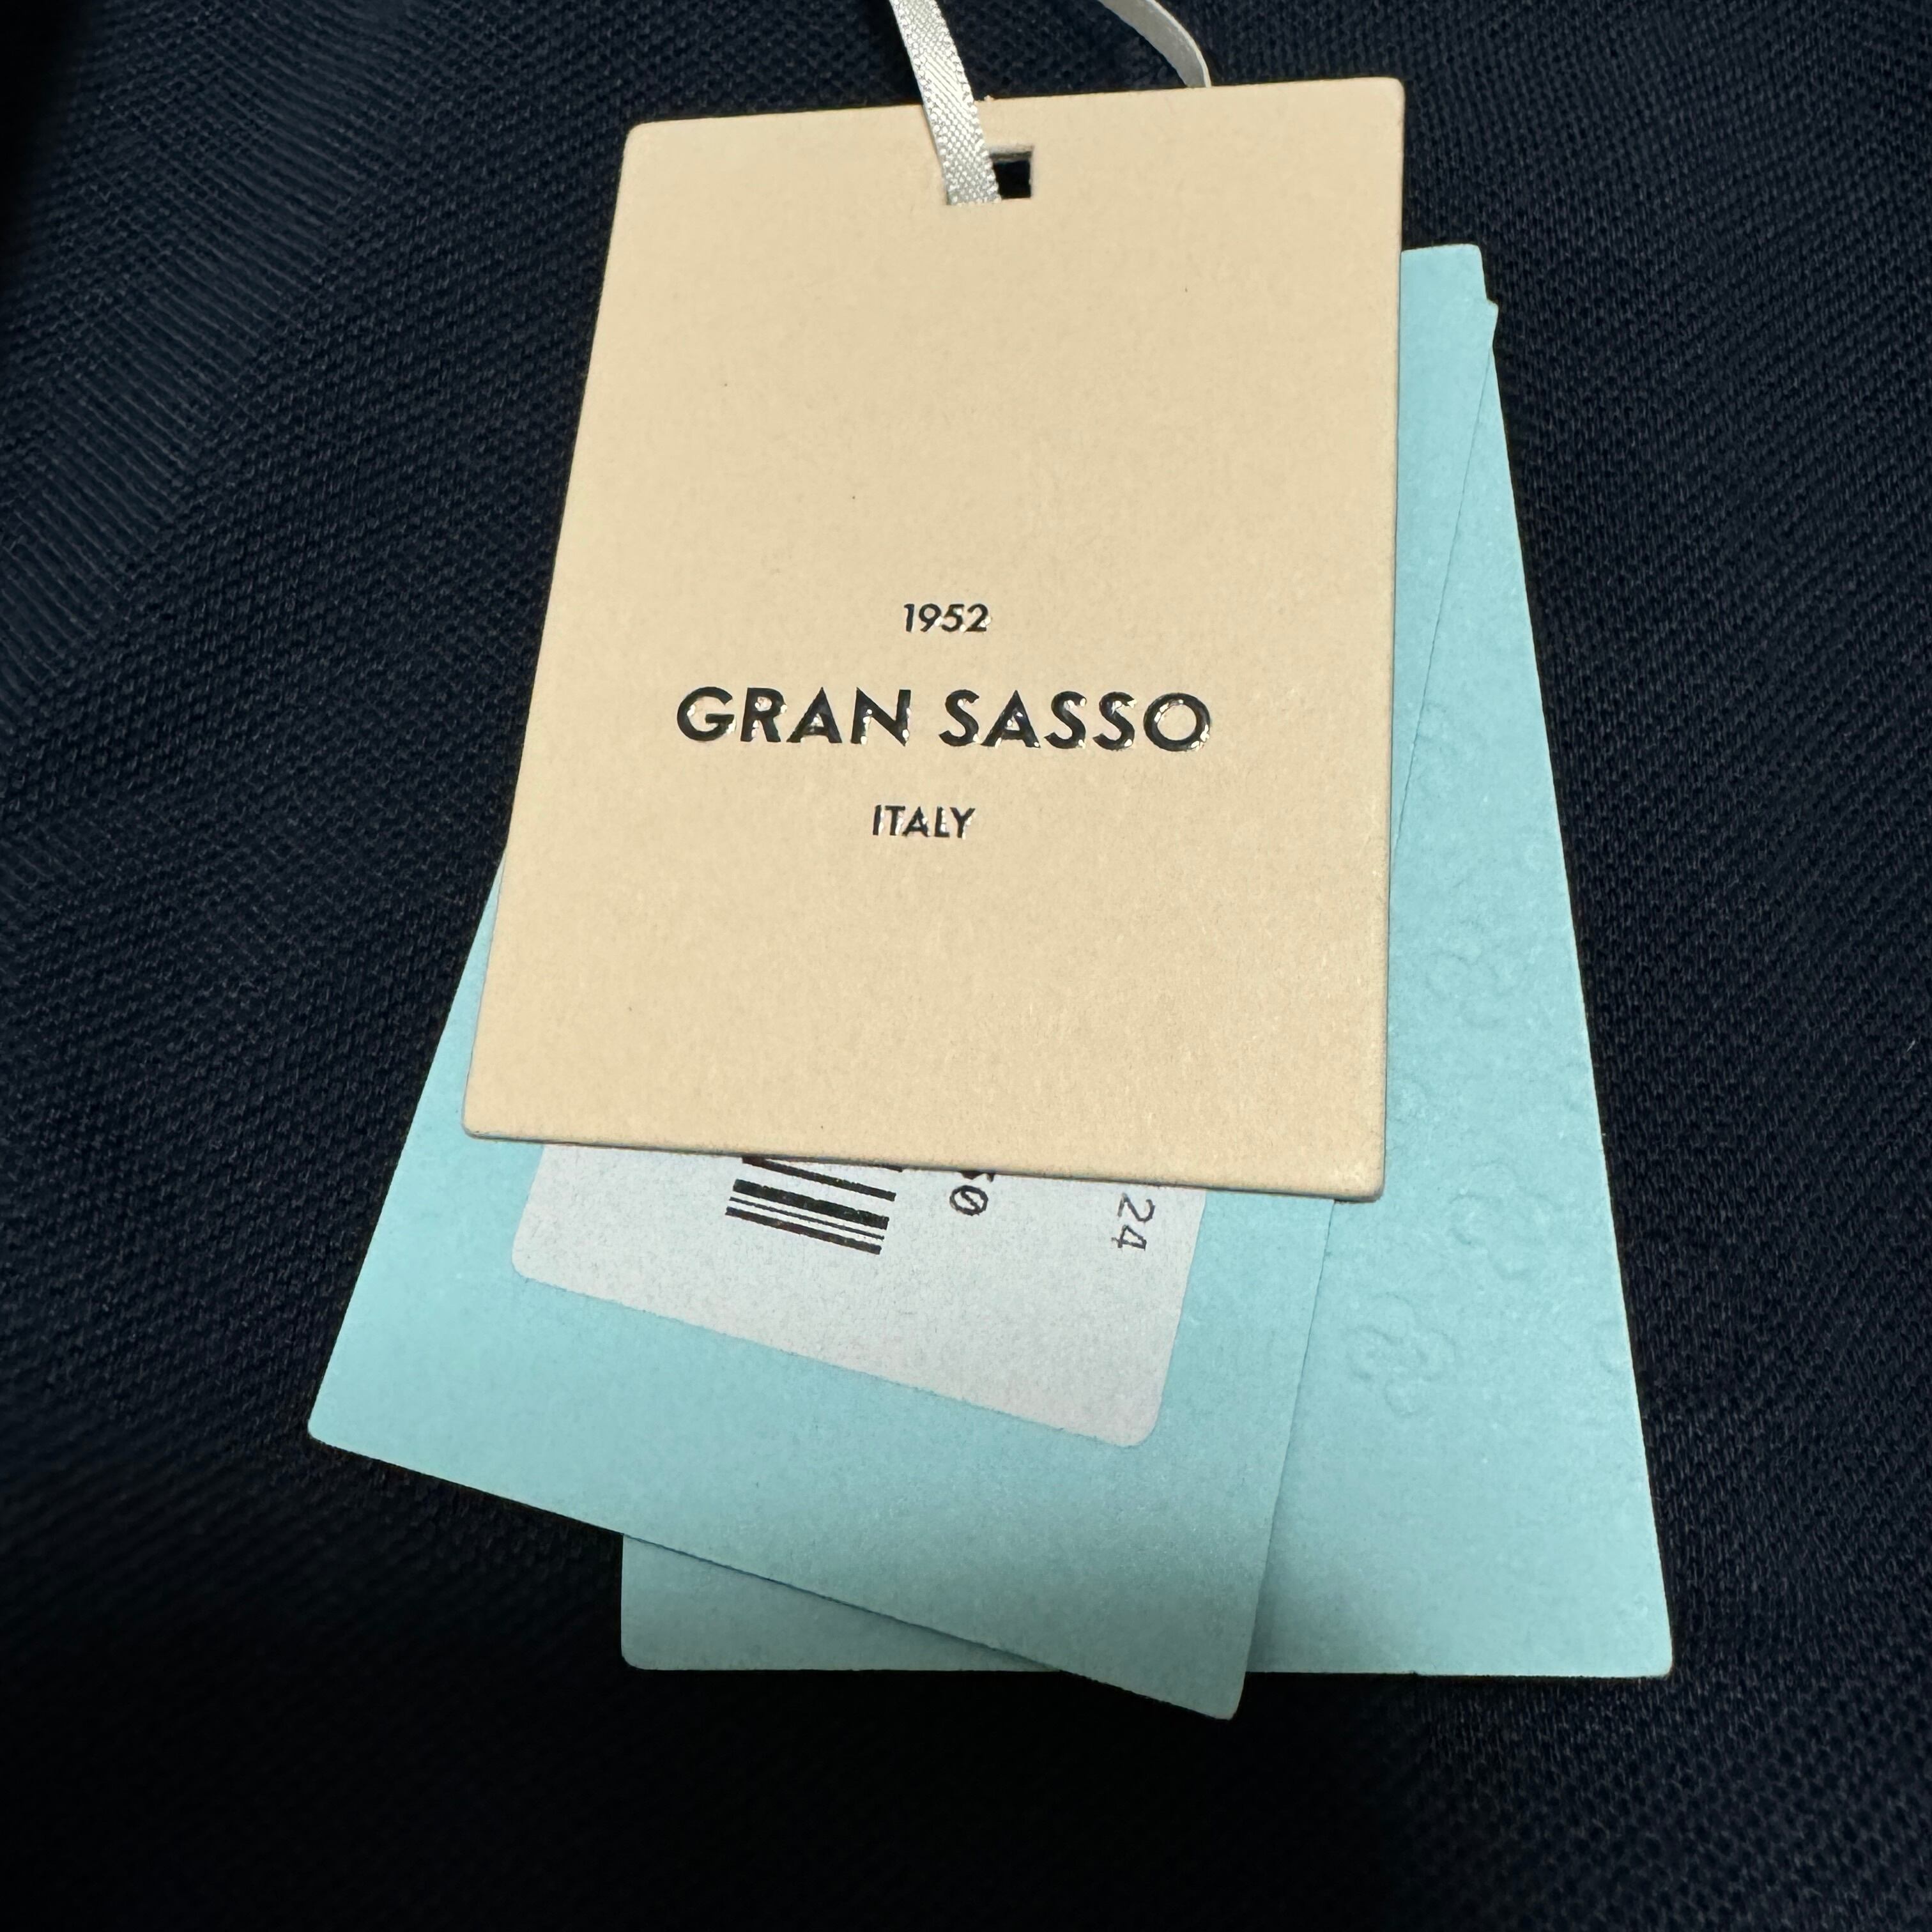 1952
GRAN SASSO
ITALY
24